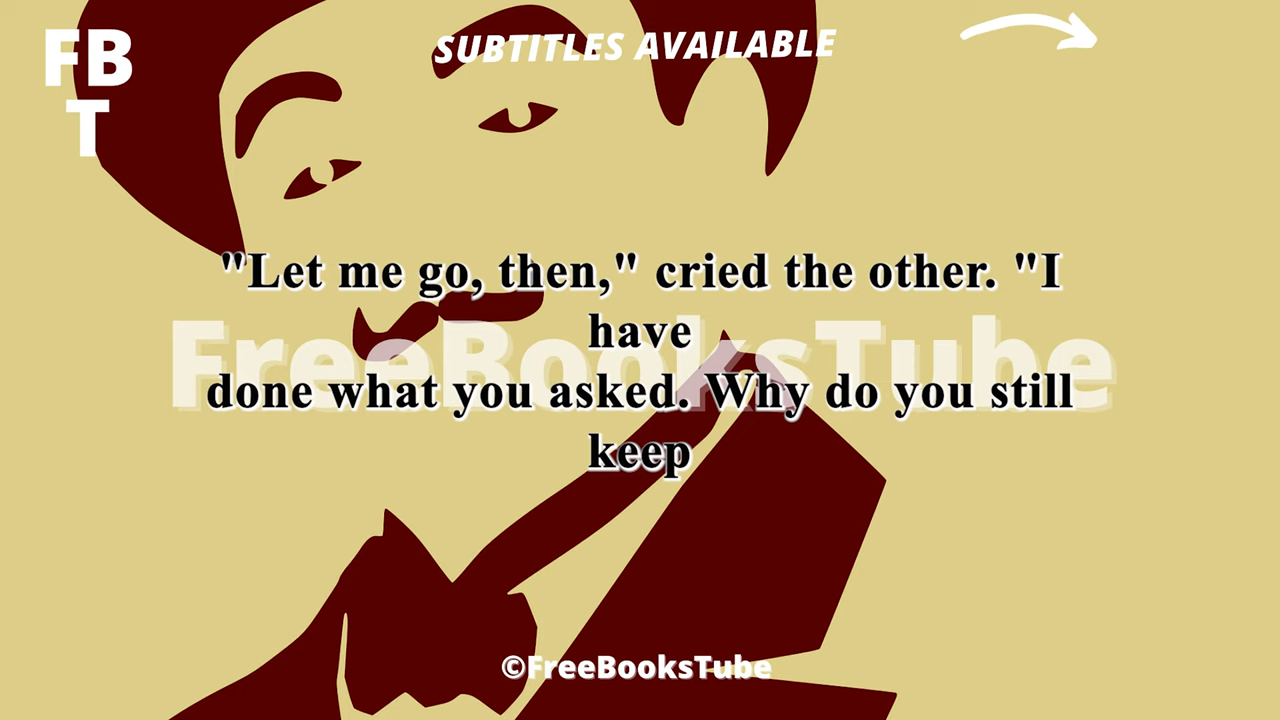 FB
T
SUBTITLES AVAILABLE
"Let me go, then," cried the other. "I
have
FreeBooksTube
done what you asked. Why do you still
keep
©FreeBooksTube